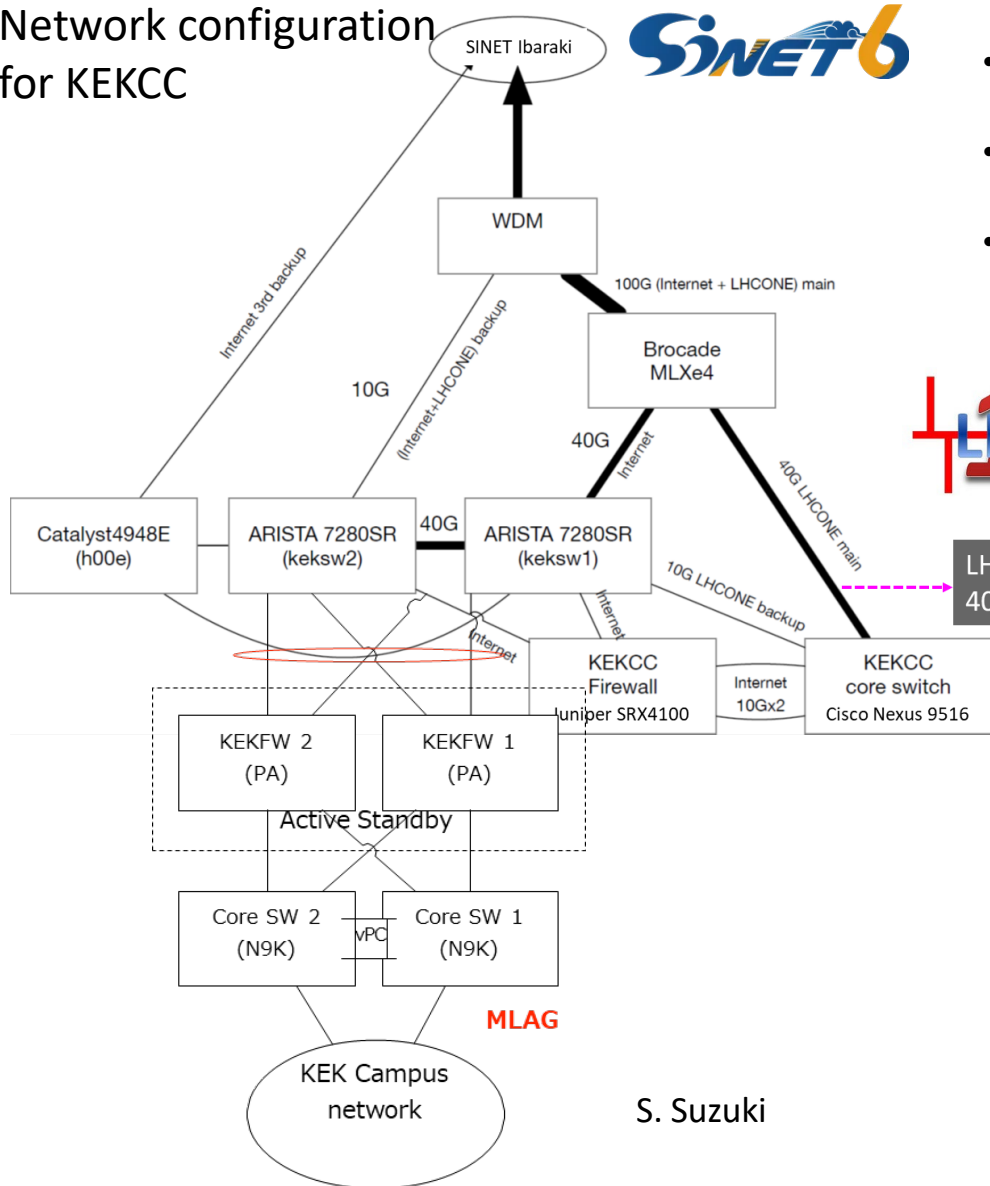 Network configuration
for KEKCC
SINET Ibaraki
SINET6
WDM
Internet 3rd backup
100G (Internet + LHCONE) main
10G
(Internet+LHCONE) backup
Brocade
MLXe4
40G
Internet
40G LHCONE main
Catalyst4948E
(h00e)
ARISTA 7280SR
(keksw2)
40G
ARISTA 7280SR
(keksw1)
10G LHCONE backup
LH
40
Internet
Internet
KEKCC
Firewall
Juniper SRX4100
Internet
10Gx2
KEKCC
core switch
Cisco Nexus 9516
KEKFW 2
(PA)
KEKFW 1
(PA)
Active Standby
Core SW 2
(N9K)
vPC
Core SW 1
(N9K)
MLAG
KEK Campus
network
S. Suzuki